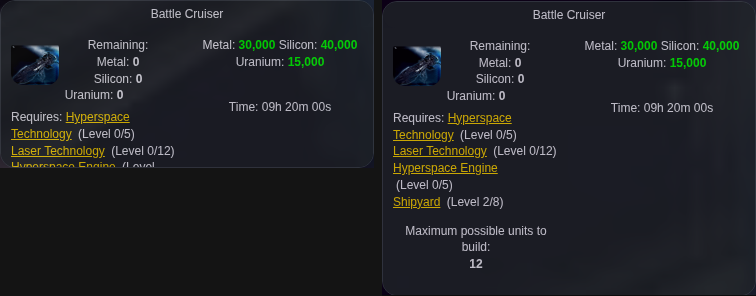 Battle Cruiser
Remaining:
Metal: 0
Silicon: 0
Uranium: 0
Metal: 30,000 Silicon: 40,000
Uranium: 15,000
Time: 09h 20m 00s
Requires: Hyperspace
Technology (Level 0/5)
Laser Technology (Level 0/12)
Hyperspace Engine (Level
Battle Cruiser
Remaining:
Metal: 0
Silicon: 0
Uranium: 0
Metal: 30,000 Silicon: 40,000
Uranium: 15,000
Time: 09h 20m 00s
Requires: Hyperspace
Technology (Level 0/5)
Laser Technology (Level 0/12)
Hyperspace Engine
(Level 0/5)
Shipyard (Level 2/8)
Maximum possible units to
build:
12